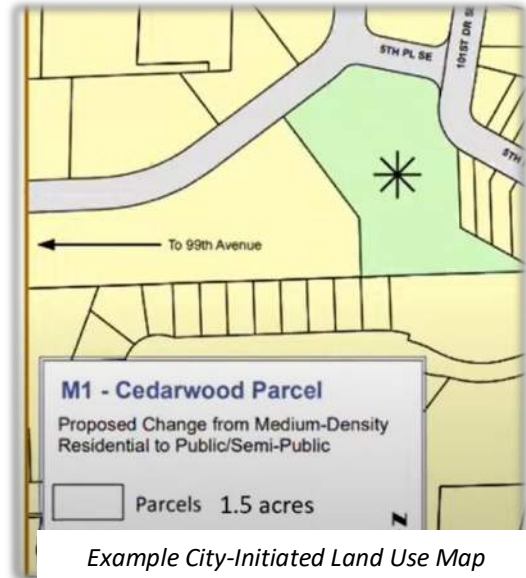 5TH PL SE
101ST DR SE
5TH
To 99th Avenue
M1 - Cedarwood Parcel
Proposed Change from Medium-Density
Residential to Public/Semi-Public
Parcels 1.5 acres
N
Example City-Initiated Land Use Map